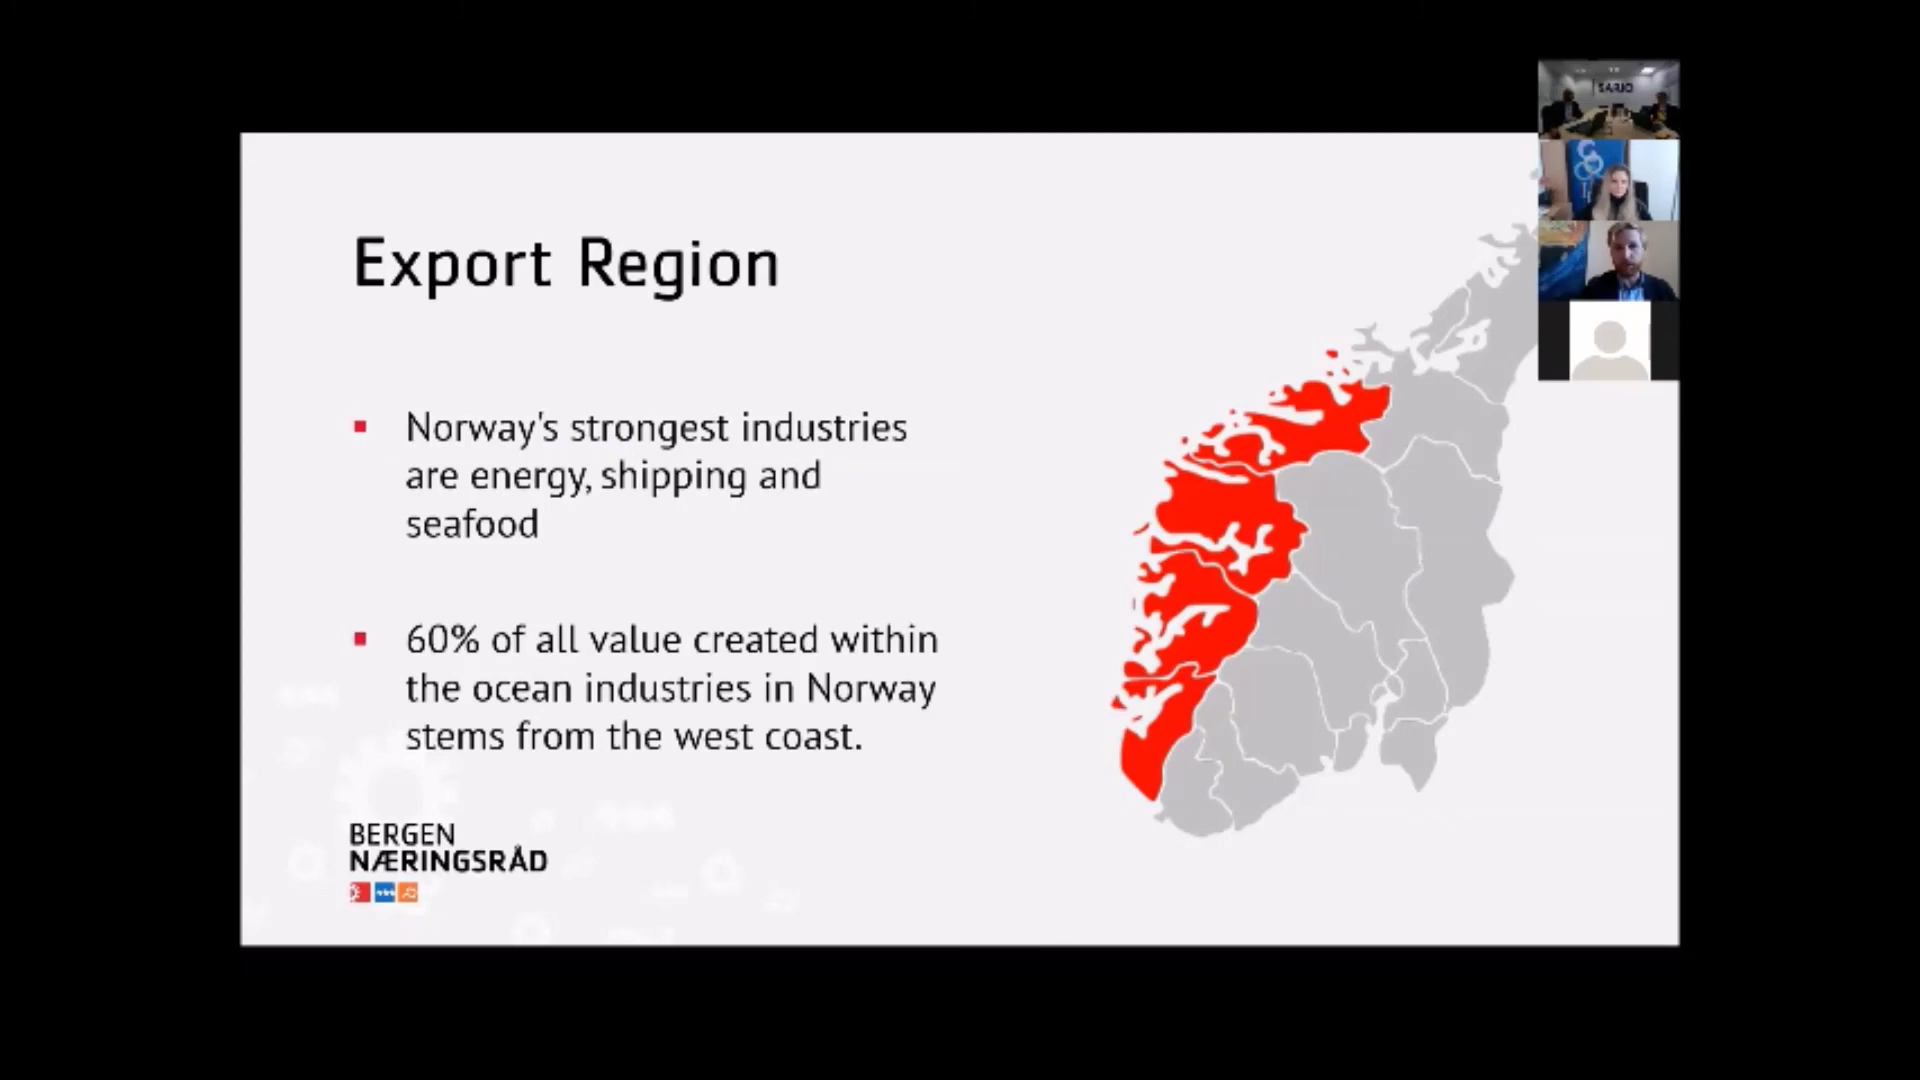 SARIO
Export Region
Norway's strongest industries
are energy, shipping and
seafood
60% of all value created within
the ocean industries in Norway
stems from the west coast.
BERGEN
NÆRINGSRÅD